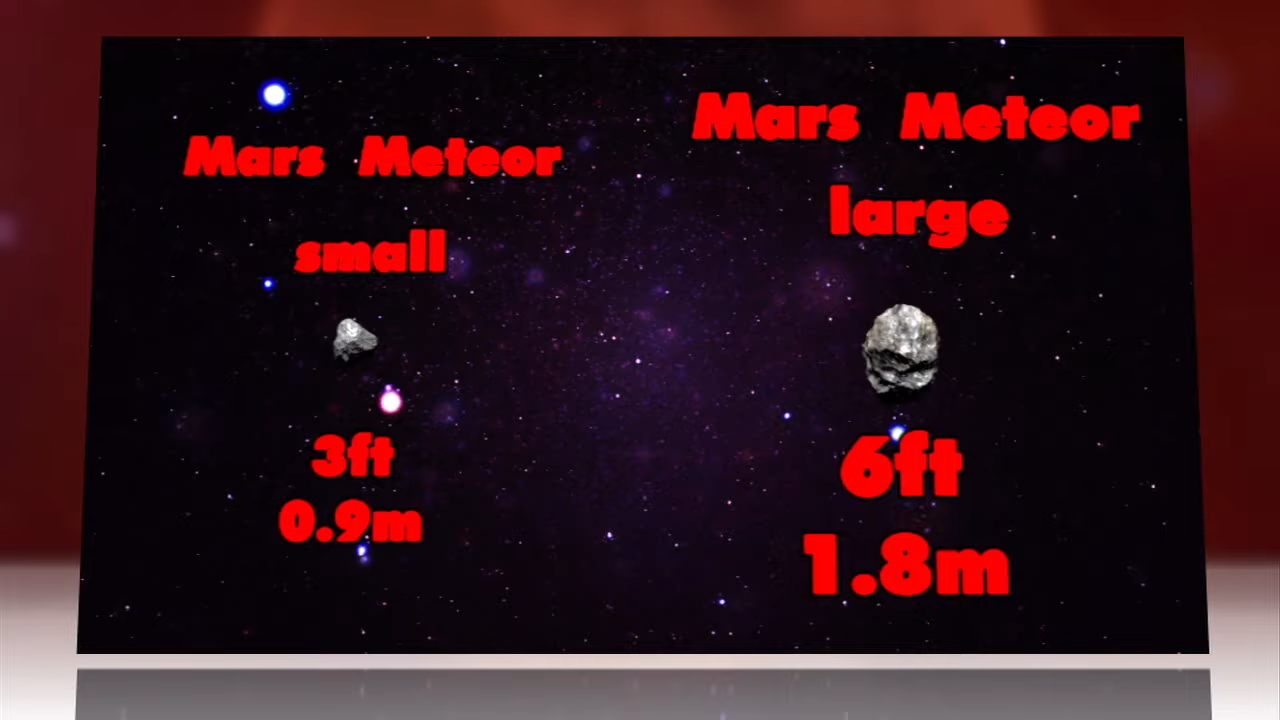 Mars Meteor
small
3ft
0.9m
Mars Meteor
large
6ft
1.8m